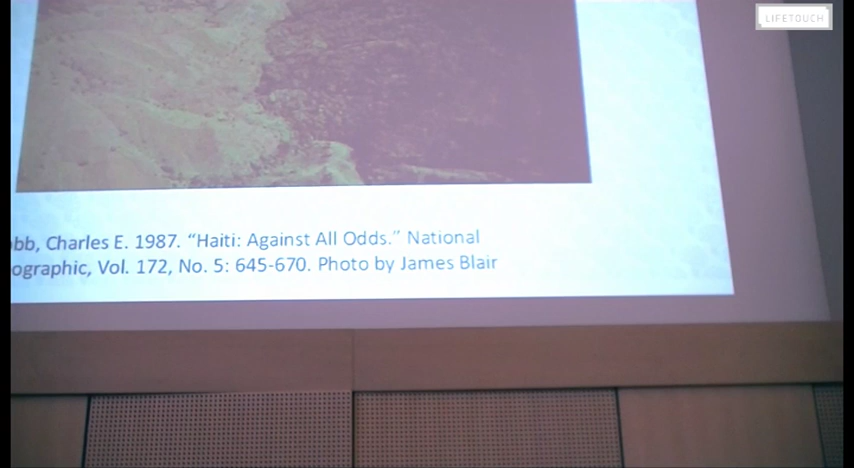 LIFETOUCH
bb, Charles E. 1987. “Haiti: Against All Odds.” National
ographic, Vol. 172, No. 5: 645-670. Photo by James Blair